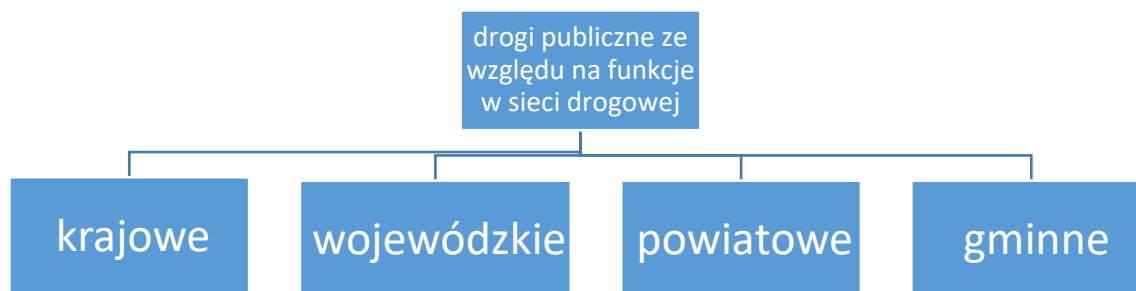 drogi publiczne ze
względu na funkcje
w sieci drogowej
krajowe
wojewódzkie
powiatowe
gminne